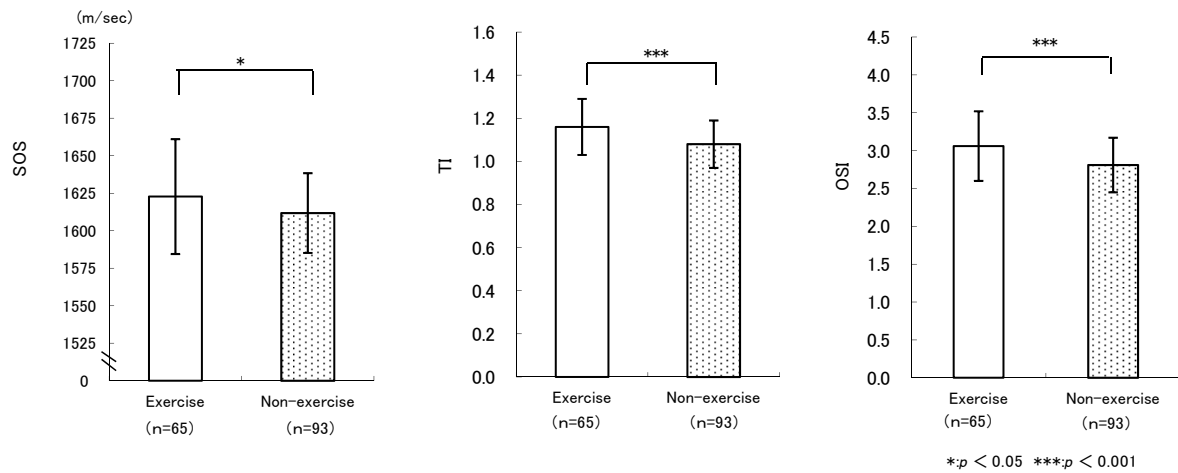 (m/sec)
SOS
1725
1700
1675
1650
1625
1600
1575
1550
1525
0
*
Exercise
(n=65)
Non-exercise
(n=93)
TI
1.6
1.4
1.2
1.0
0.8
0.6
0.4
0.2
0.0
***
Exercise
(n=65)
Non-exercise
(n=93)
OSI
4.5
4.0
3.5
3.0
2.5
2.0
1.5
1.0
0.5
0.0
***
Exercise
(n=65)
Non-exercise
(n=93)
*:p < 0.05 ***:p < 0.001